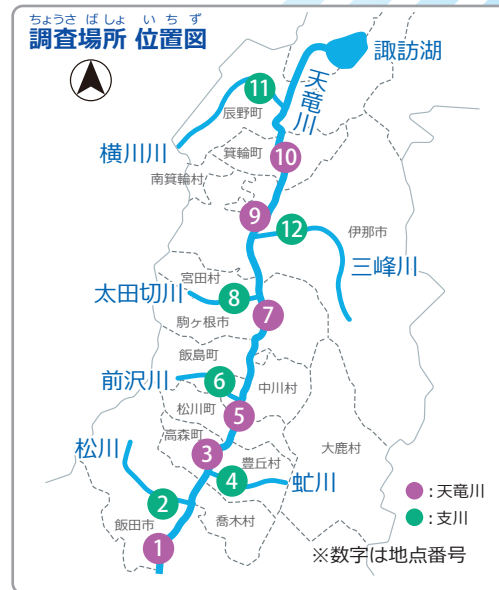 ちょうさ ばしょ いちず
調査場所 位置図
諏訪湖
天竜川
11
辰野町
横川川
箕輪町
10
南箕輪村
9
12
伊那市
三峰川
宮田村
太田切川
8
7
駒ヶ根市
飯島町
前沢川
6
中川村
松川町
5
高森町
大鹿村
松川
3
豊丘村
4
虻川
2
：天竜川
：支川
飯田市
喬木村
1
※数字は地点番号